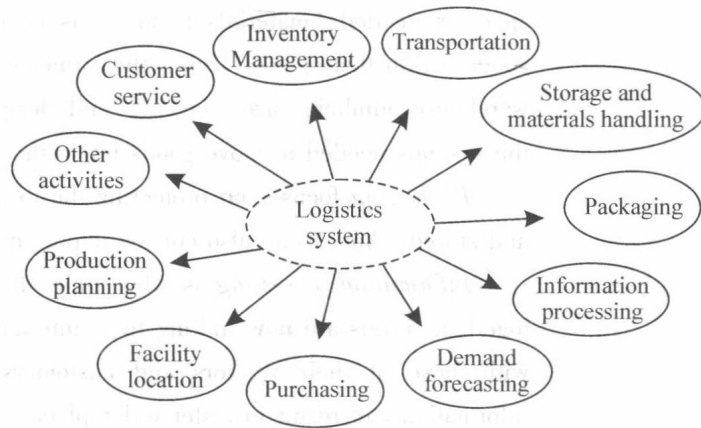 Inventory
Management
Transportation
Customer
service
Storage and
materials handling
Other
activities
Logistics
system
Packaging
Production
planning
Information
processing
Facility
location
Purchasing
Demand
forecasting